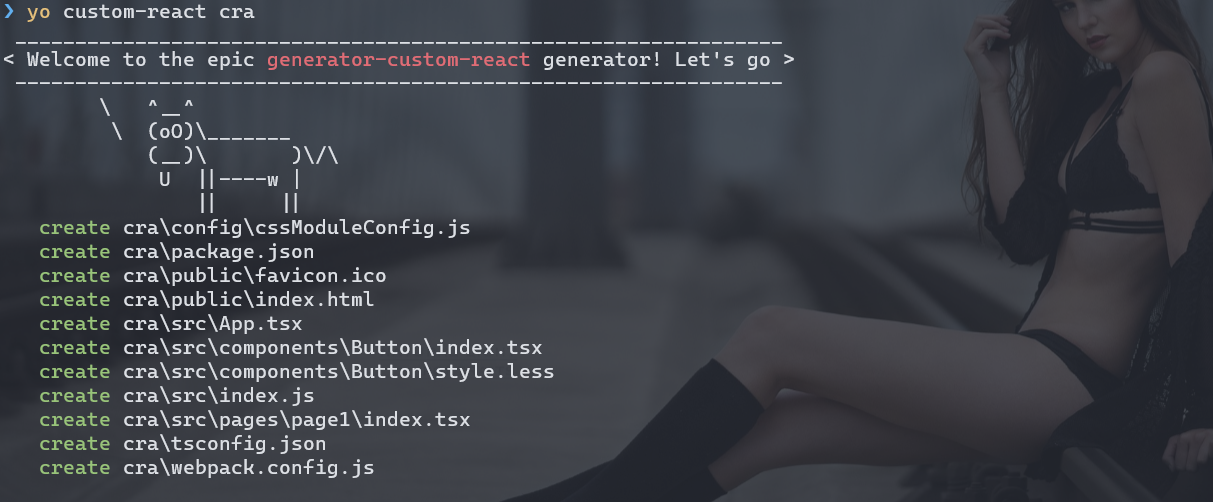 ❯ yo custom-react cra
 ________________________________________________________________
< Welcome to the epic generator-custom-react generator! Let's go >
 ----------------------------------------------------------------
        \   ^__^
         \  (oO)\_______
            (__)\       )\/\
             U  ||----w |
                ||     ||
   create cra\config\cssModuleConfig.js
   create cra\package.json
   create cra\public\favicon.ico
   create cra\public\index.html
   create cra\src\App.tsx
   create cra\src\components\Button\index.tsx
   create cra\src\components\Button\style.less
   create cra\src\index.js
   create cra\src\pages\page1\index.tsx
   create cra\tsconfig.json
   create cra\webpack.config.js